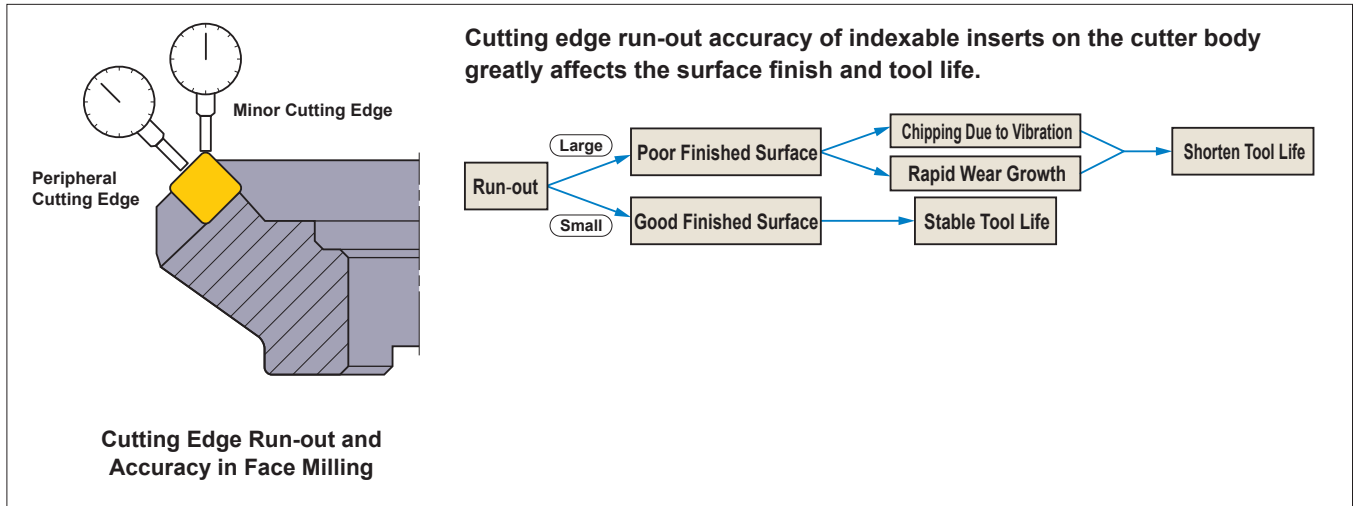 Cutting edge run-out accuracy of indexable inserts on the cutter body
greatly affects the surface finish and tool life.
Minor Cutting Edge
Peripheral
Cutting Edge
Run-out
Large
Poor Finished Surface
Chipping Due to Vibration
Rapid Wear Growth
Shorten Tool Life
Small
Good Finished Surface
Stable Tool Life
Cutting Edge Run-out and
Accuracy in Face Milling